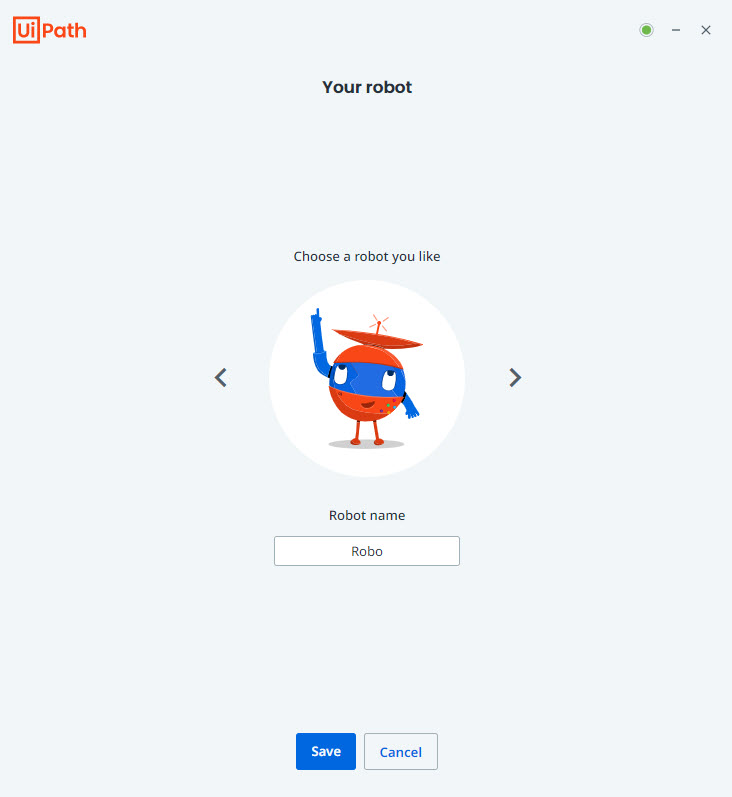 UiPath
Your robot
Choose a robot you like
Robot name
Robo
Save Cancel